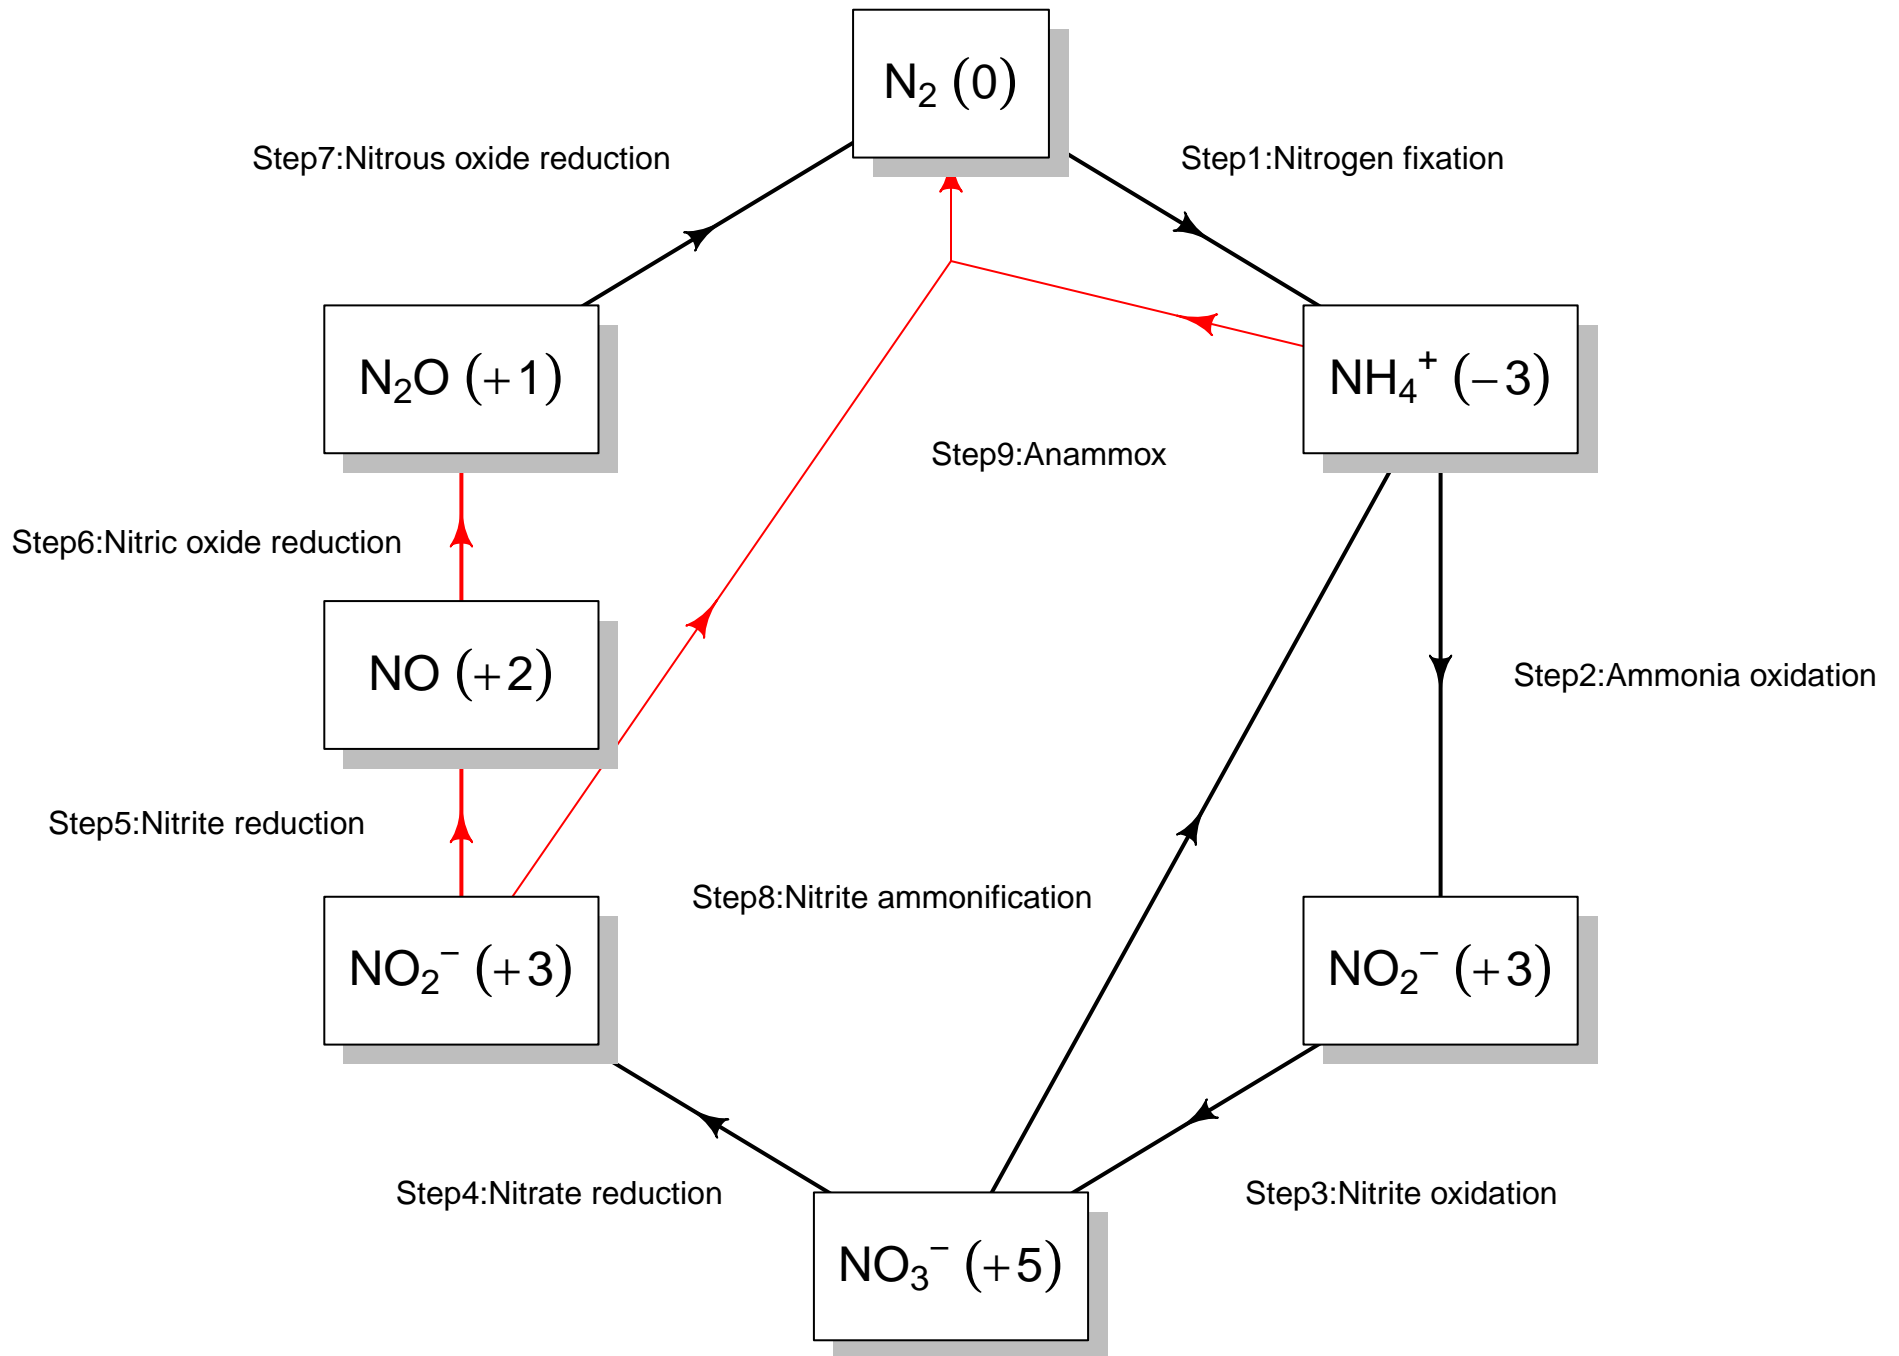 N₂ (0)
Step7:Nitrous oxide reduction
Step1:Nitrogen fixation
N₂O (+1)
NH₄⁺ (−3)
Step9:Anammox
Step6:Nitric oxide reduction
NO (+2)
Step2:Ammonia oxidation
Step5:Nitrite reduction
Step8:Nitrite ammonification
NO₂⁻ (+3)
NO₂⁻ (+3)
Step4:Nitrate reduction
Step3:Nitrite oxidation
NO₃⁻ (+5)